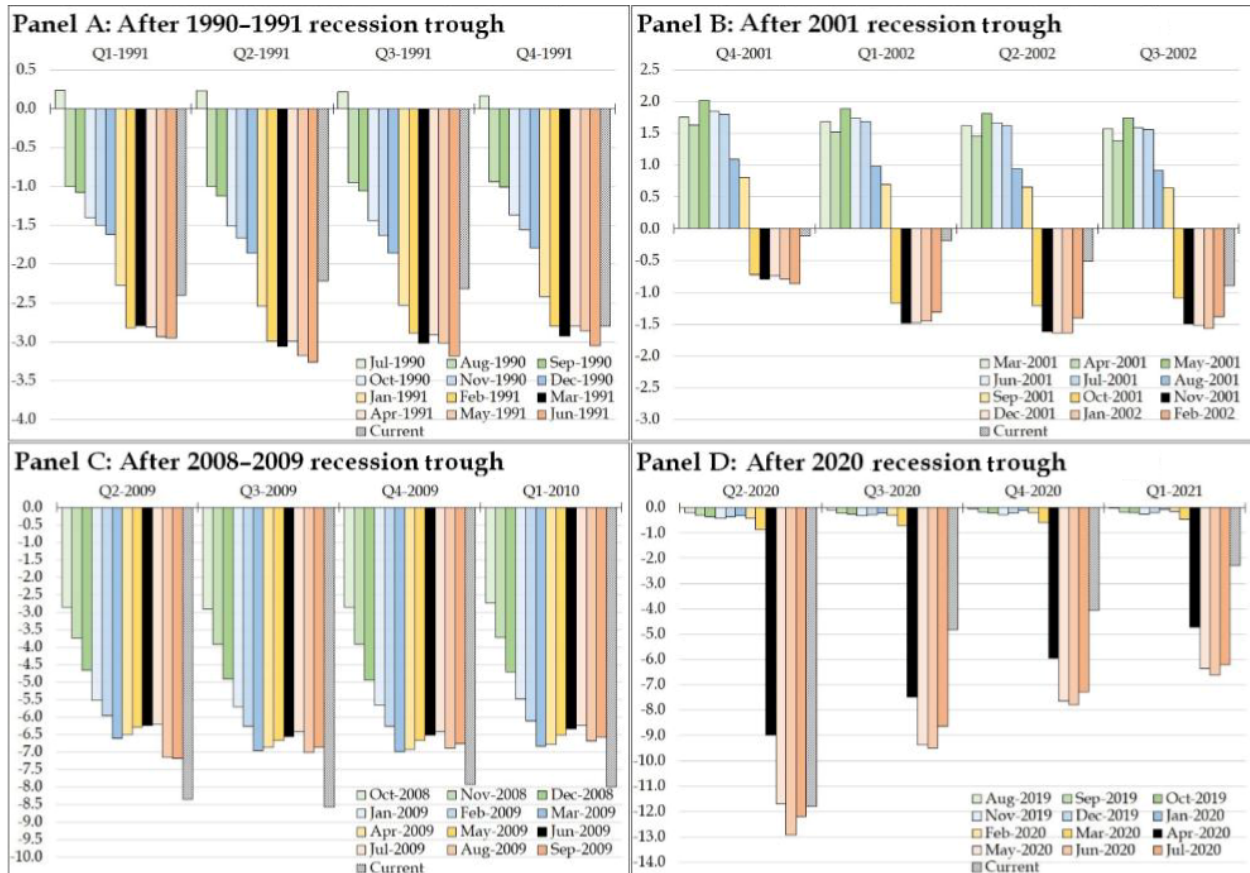 Panel A: After 1990–1991 recession trough
Q1-1991 Q2-1991 Q3-1991 Q4-1991
0.5
0.0
-0.5
-1.0
-1.5
-2.0
-2.5
-3.0
-3.5
-4.0
Jul-1990 Aug-1990 Sep-1990
Oct-1990 Nov-1990 Dec-1990
Jan-1991 Feb-1991 Mar-1991
Apr-1991 May-1991 Jun-1991
Current
Panel B: After 2001 recession trough
Q4-2001 Q1-2002 Q2-2002 Q3-2002
2.5
2.0
1.5
1.0
0.5
0.0
-0.5
-1.0
-1.5
-2.0
-3.0
Mar-2001 Apr-2001 May-2001
Jun-2001 Jul-2001 Aug-2001
Sep-2001 Oct-2001 Nov-2001
Dec-2001 Jan-2002 Feb-2002
Current
Panel C: After 2008–2009 recession trough
Q2-2009 Q3-2009 Q4-2009 Q1-2010
0.0
-0.5
-1.0
-1.5
-2.0
-2.5
-3.0
-3.5
-4.0
-4.5
-5.0
-5.5
-6.0
-6.5
-7.0
-7.5
-8.0
-8.5
-9.0
-9.5
-10.0
Oct-2008 Nov-2008 Dec-2008
Jan-2009 Feb-2009 Mar-2009
Apr-2009 May-2009 Jun-2009
Jul-2009 Aug-2009 Sep-2009
Current
Panel D: After 2020 recession trough
Q2-2020 Q3-2020 Q4-2020 Q1-2021
0.0
-1.0
-2.0
-3.0
-4.0
-5.0
-6.0
-7.0
-8.0
-9.0
-10.0
-11.0
-12.0
-13.0
-14.0
Aug-2019 Sep-2019 Oct-2019
Nov-2019 Dec-2019 Jan-2020
Feb-2020 Mar-2020 Apr-2020
May-2020 Jun-2020 Jul-2020
Current